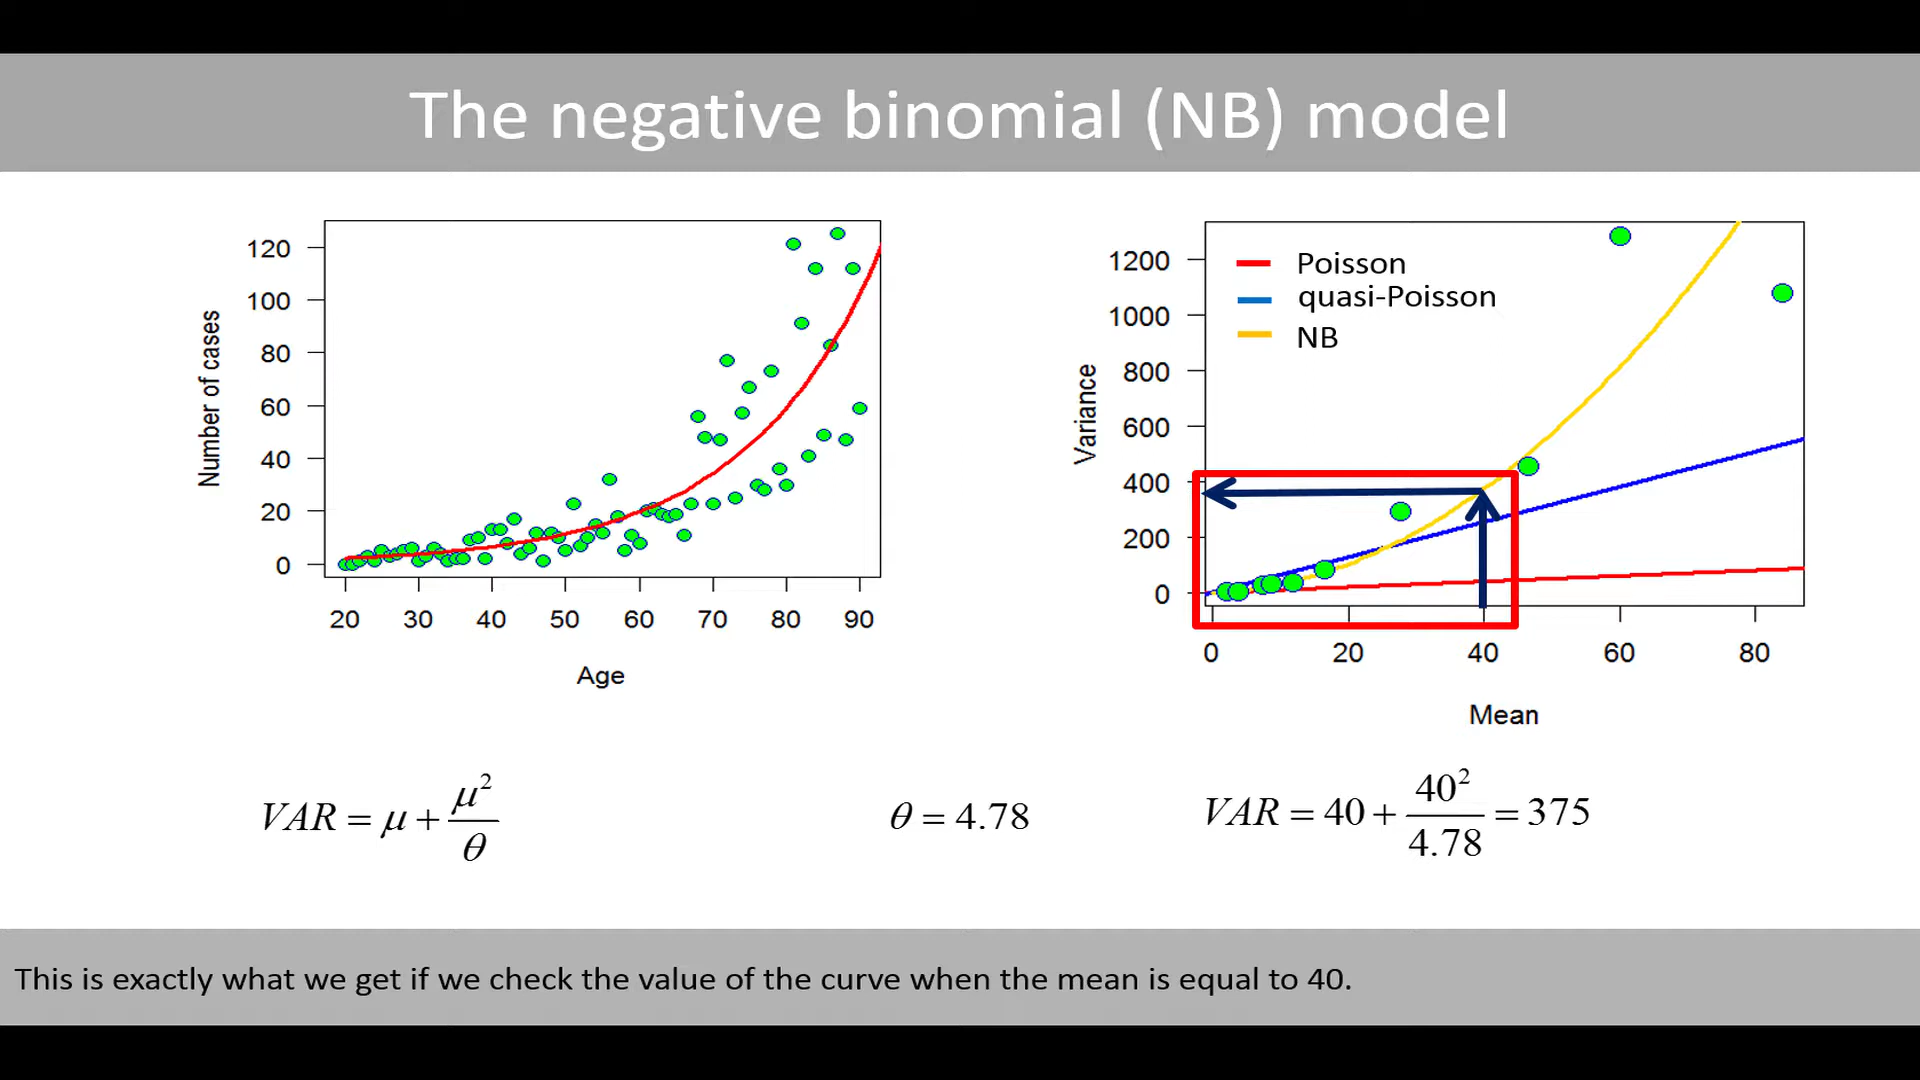 The negative binomial (NB) model
Number of cases
120
100
80
60
40
20
0
20 30 40 50 60 70 80 90
Age
Variance
1200
1000
800
600
400
200
0
Poisson
quasi-Poisson
NB
0 20 40 60 80
Mean
VAR = μ + μ² / θ
θ = 4.78
VAR = 40 + 40² / 4.78 = 375
This is exactly what we get if we check the value of the curve when the mean is equal to 40.